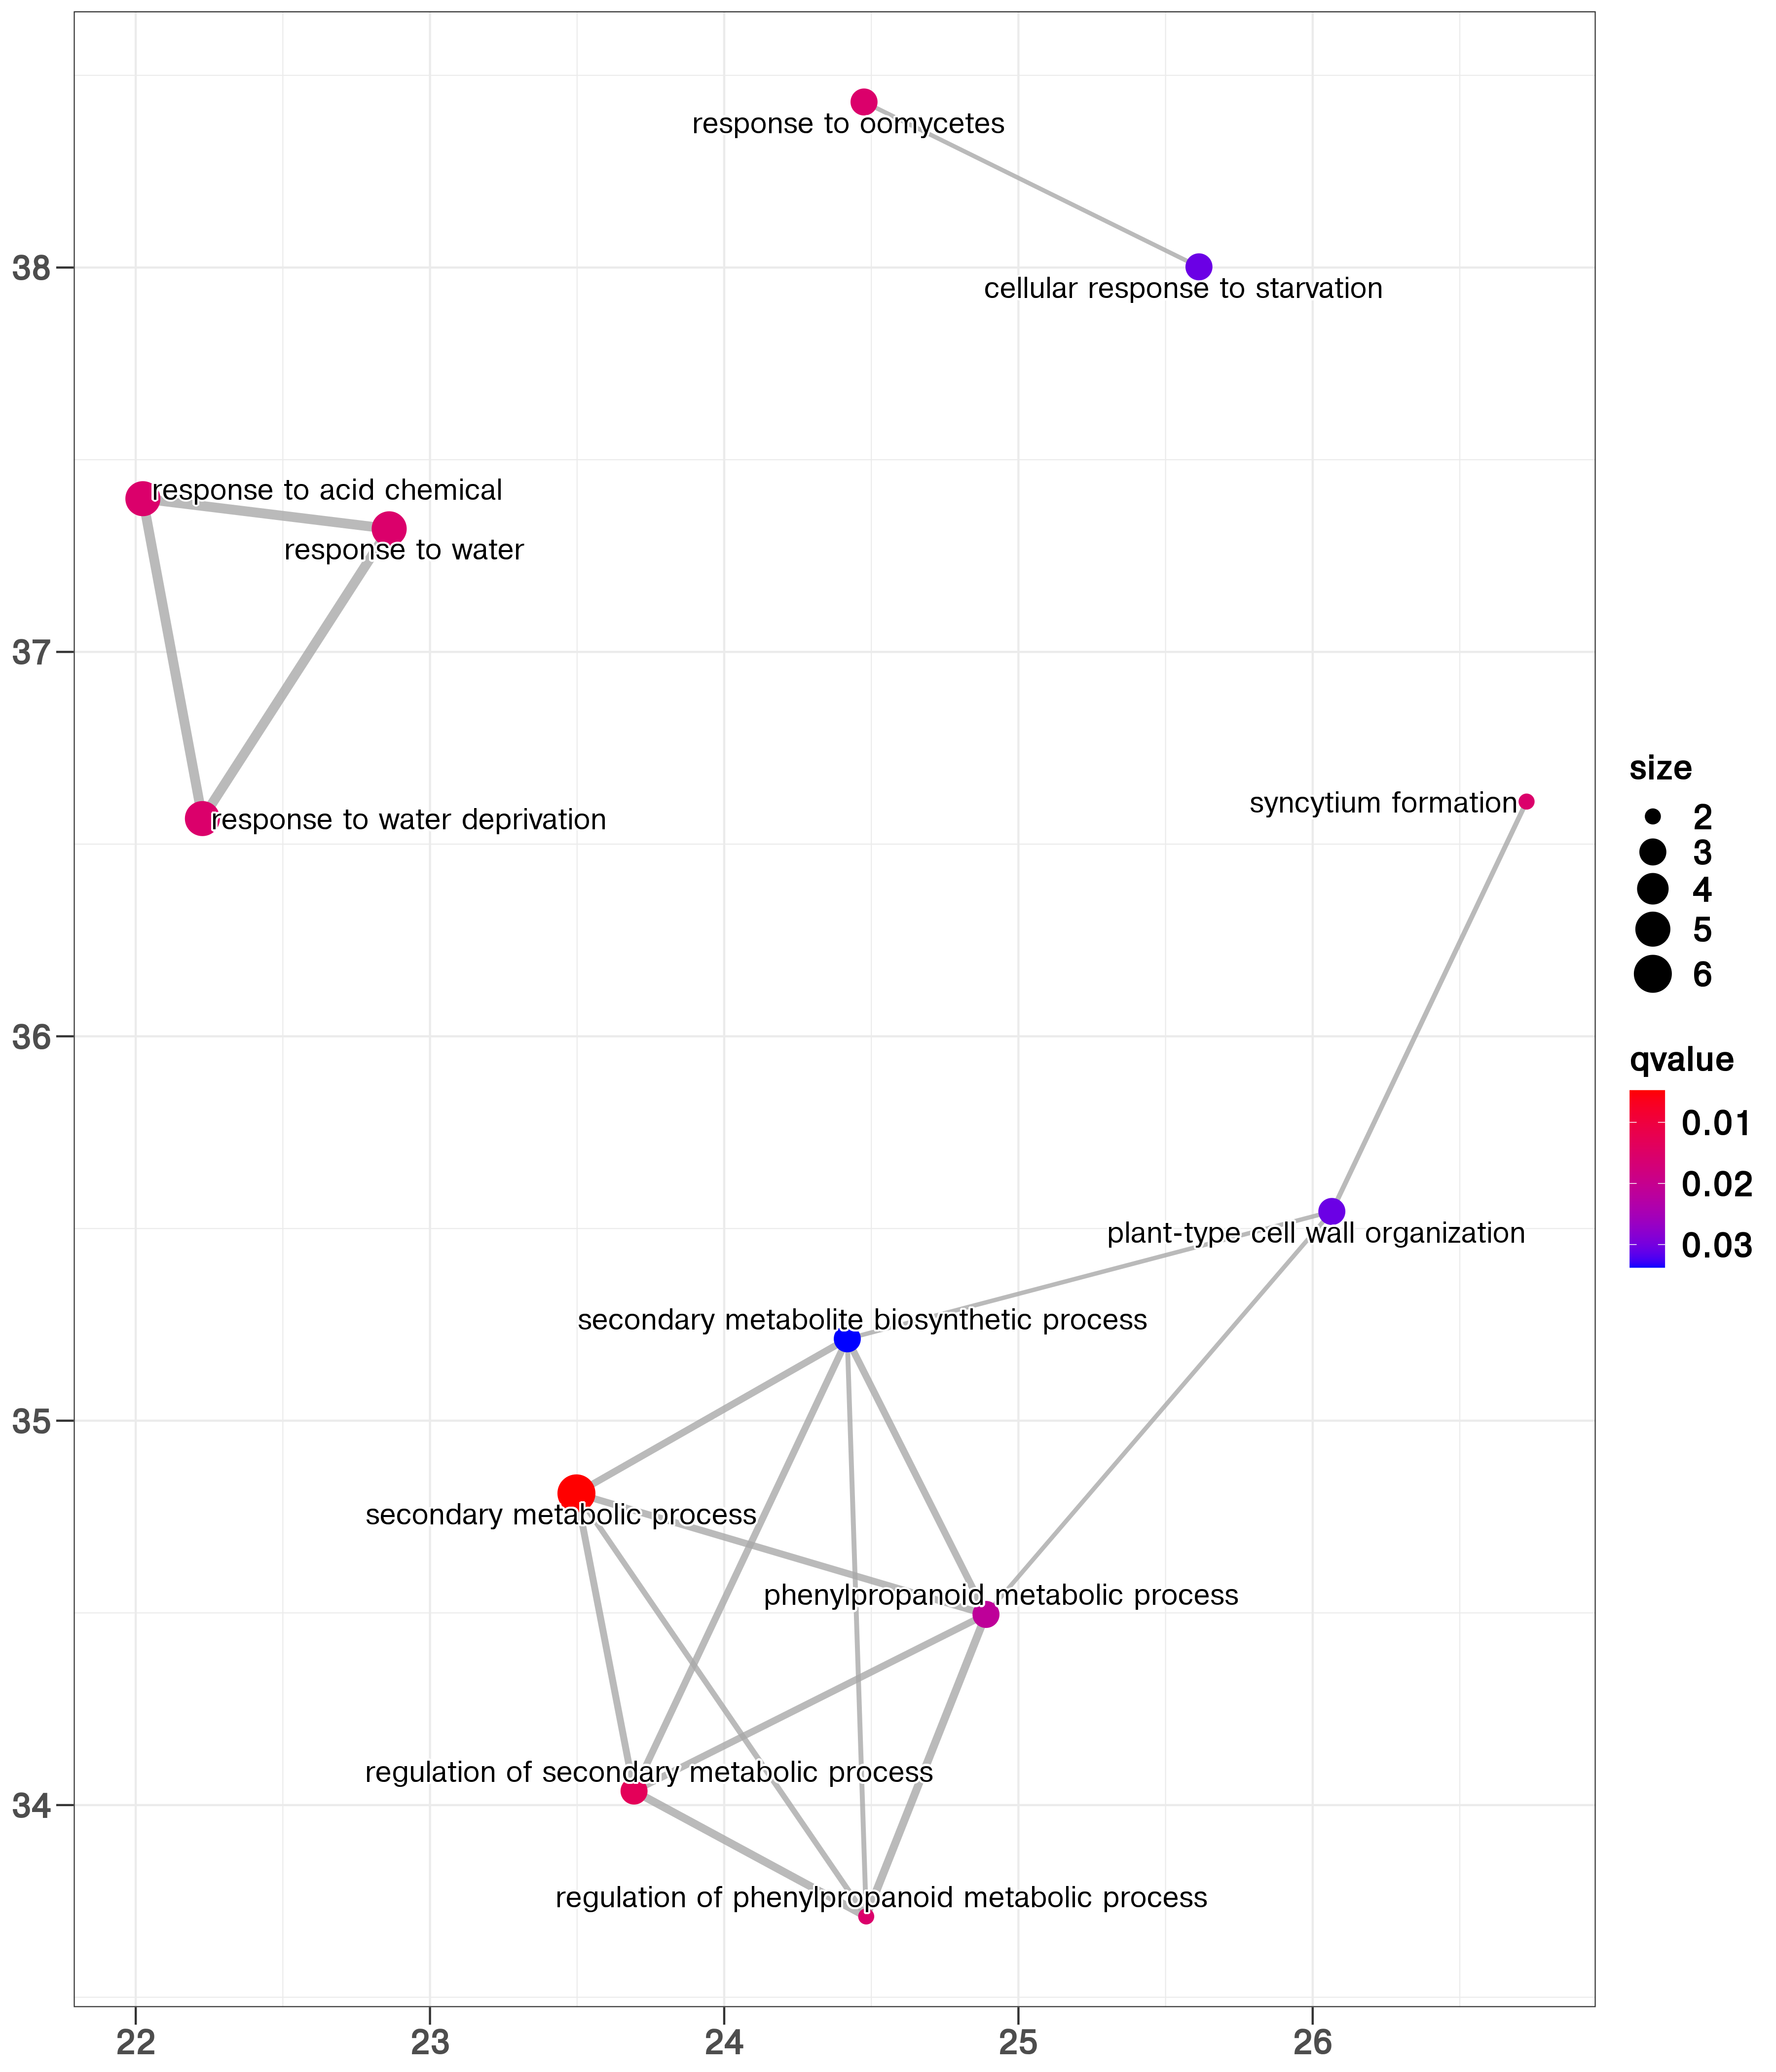 response to oomycetes
38
cellular response to starvation
response to acid chemical
response to water
37
size
syncytium formation
2
response to water deprivation
3
4
5
6
36
qvalue
0.01
0.02
plant-type cell wall organization
0.03
secondary metabolite biosynthetic process
35
secondary metabolic process
phenylpropanoid metabolic process
regulation of secondary metabolic process
34
regulation of phenylpropanoid metabolic process
22 23 24 25 26